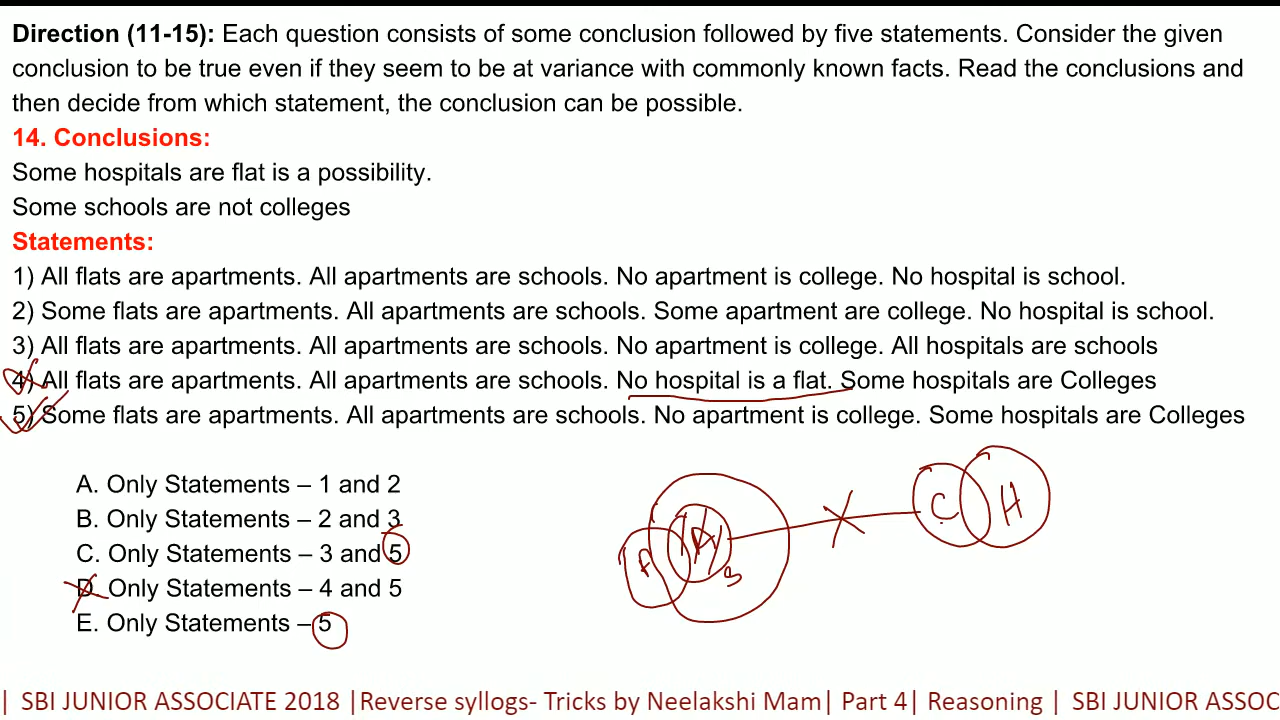 Direction (11-15): Each question consists of some conclusion followed by five statements. Consider the given
conclusion to be true even if they seem to be at variance with commonly known facts. Read the conclusions and
then decide from which statement, the conclusion can be possible.
14. Conclusions:
Some hospitals are flat is a possibility.
Some schools are not colleges
Statements:
1) All flats are apartments. All apartments are schools. No apartment is college. No hospital is school.
2) Some flats are apartments. All apartments are schools. Some apartment are college. No hospital is school.
3) All flats are apartments. All apartments are schools. No apartment is college. All hospitals are schools
4) All flats are apartments. All apartments are schools. No hospital is a flat. Some hospitals are Colleges
5) Some flats are apartments. All apartments are schools. No apartment is college. Some hospitals are Colleges
A. Only Statements – 1 and 2
B. Only Statements – 2 and 3
C. Only Statements – 3 and 5
D. Only Statements – 4 and 5
E. Only Statements – 5
F A S C H
| SBI JUNIOR ASSOCIATE 2018 |Reverse syllogs- Tricks by Neelakshi Mam| Part 4| Reasoning | SBI JUNIOR ASSOC